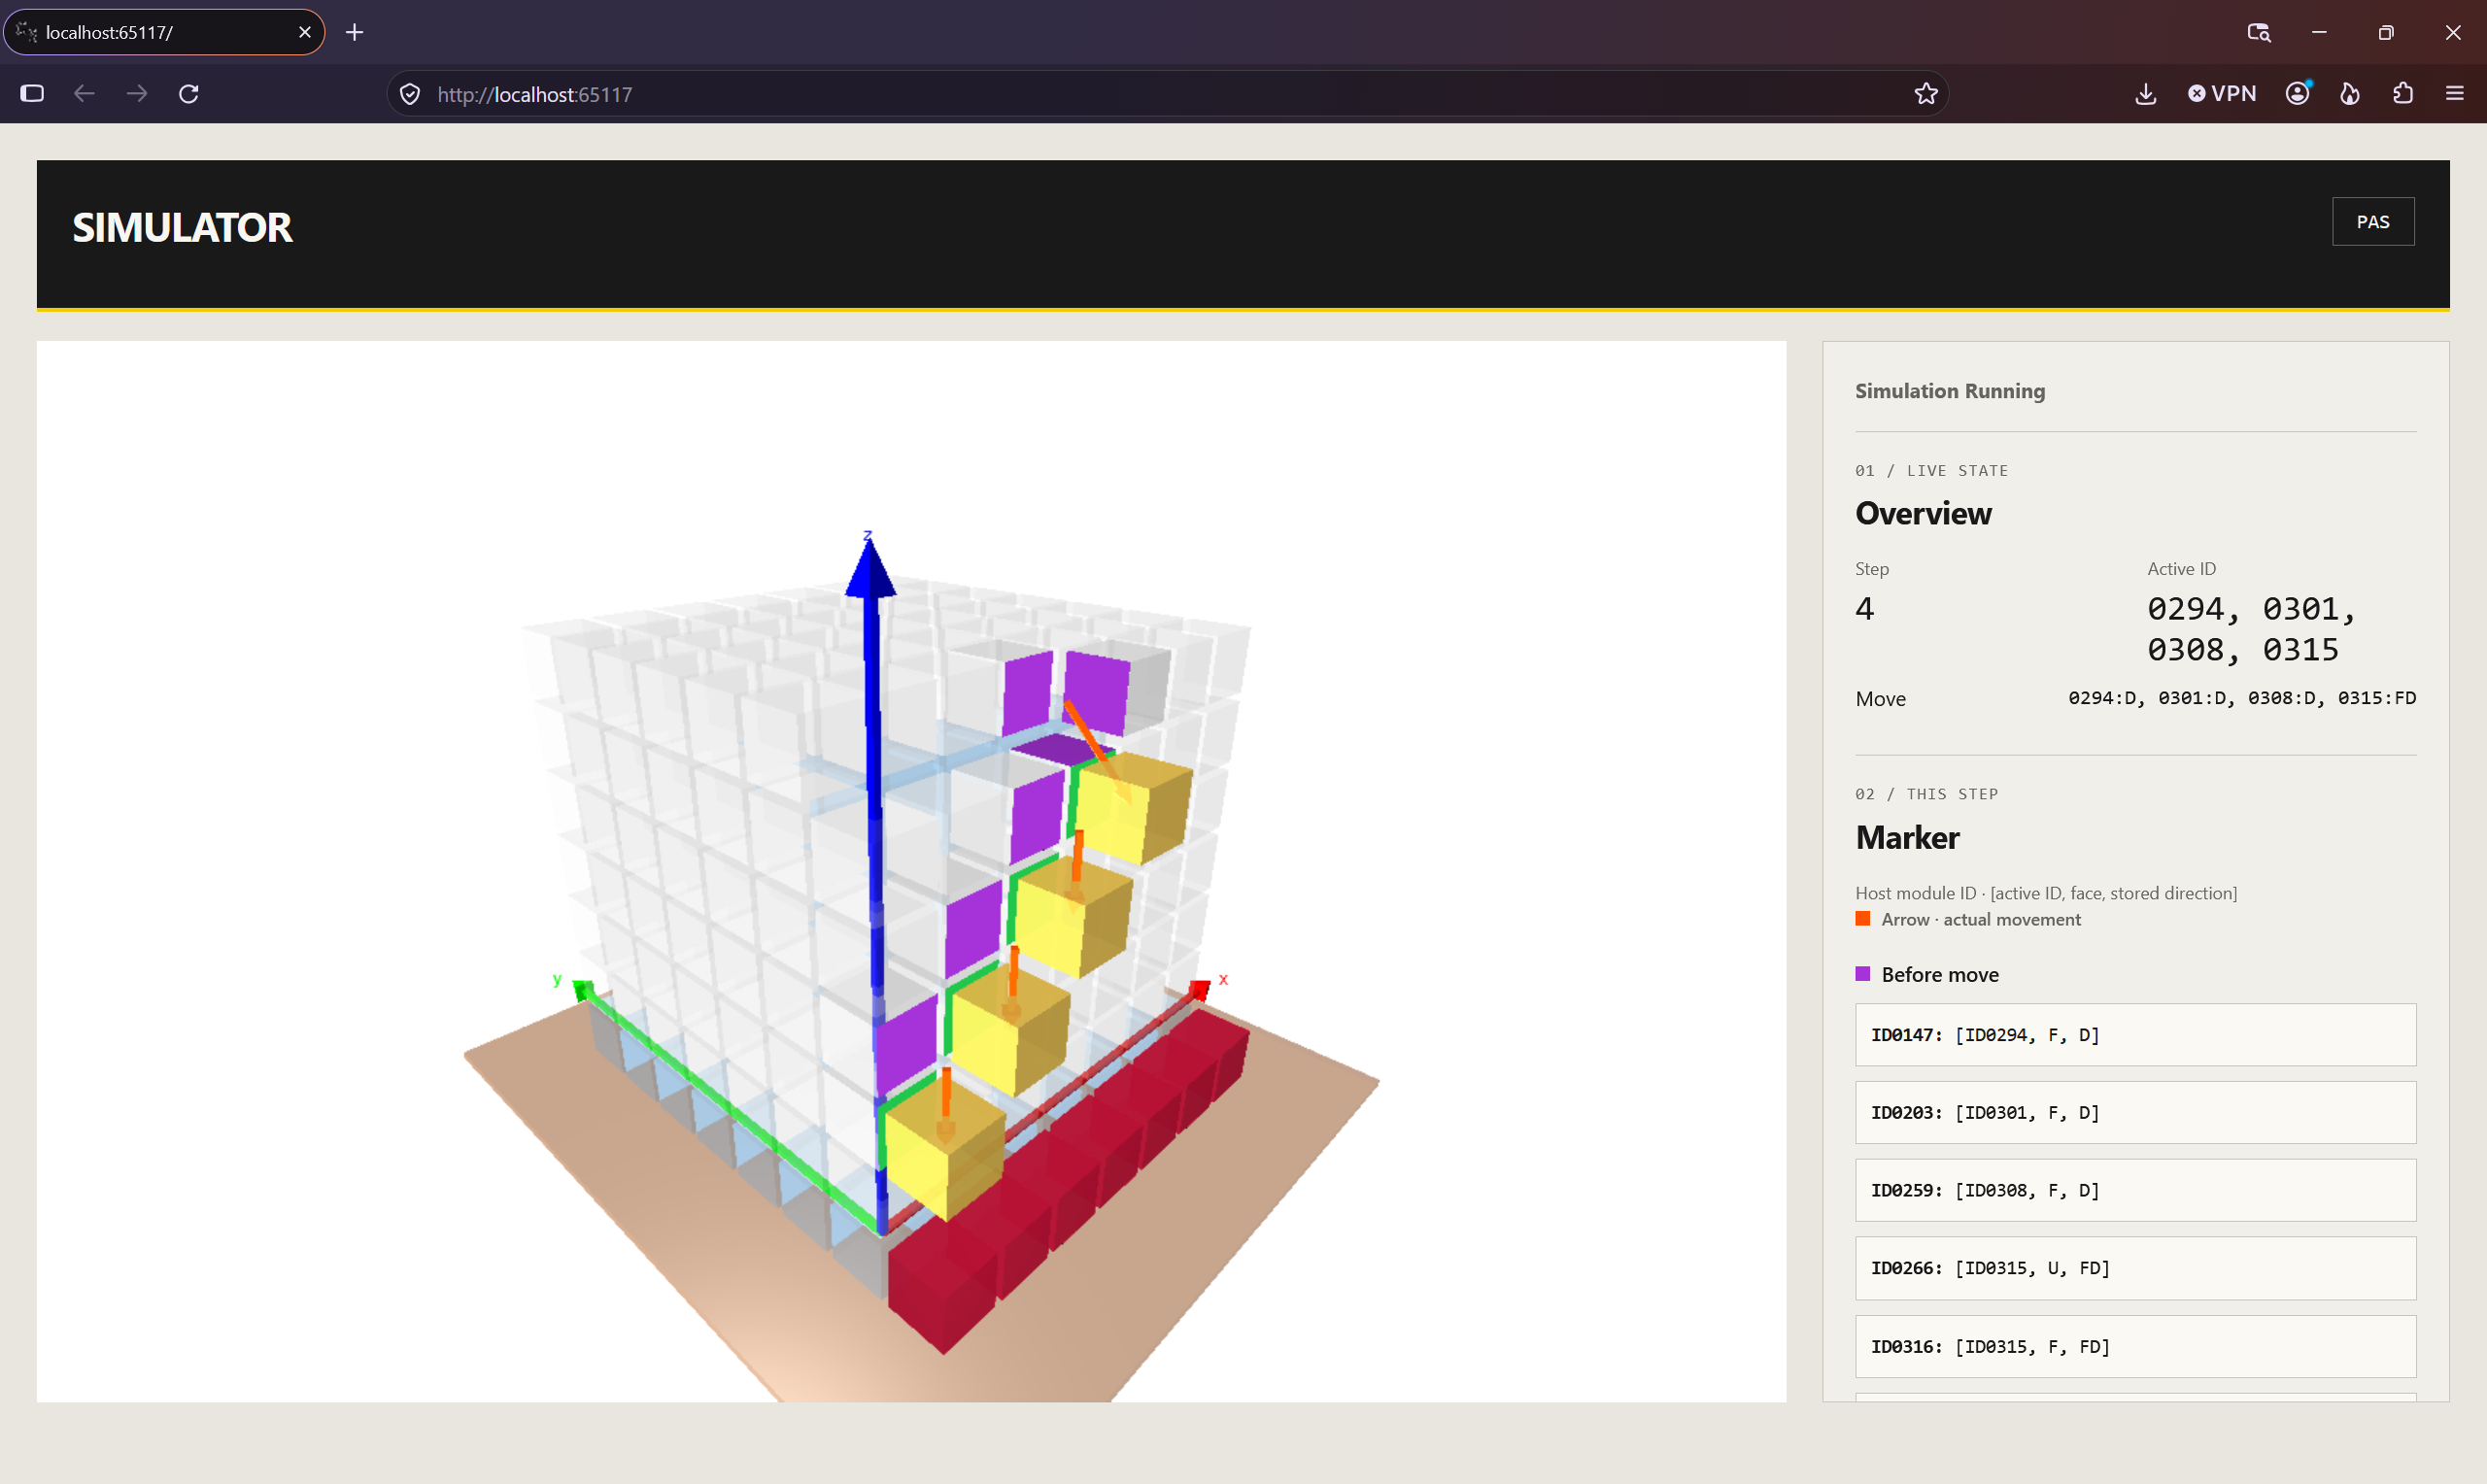 localhost:65117/
http://localhost:65117
VPN
SIMULATOR
PAS
z
y
x
Simulation Running
01 / LIVE STATE
Overview
Step
Active ID
4
0294, 0301,
0308, 0315
Move
0294:D, 0301:D, 0308:D, 0315:FD
02 / THIS STEP
Marker
Host module ID · [active ID, face, stored direction]
Arrow · actual movement
Before move
ID0147: [ID0294, F, D]
ID0203: [ID0301, F, D]
ID0259: [ID0308, F, D]
ID0266: [ID0315, U, FD]
ID0316: [ID0315, F, FD]